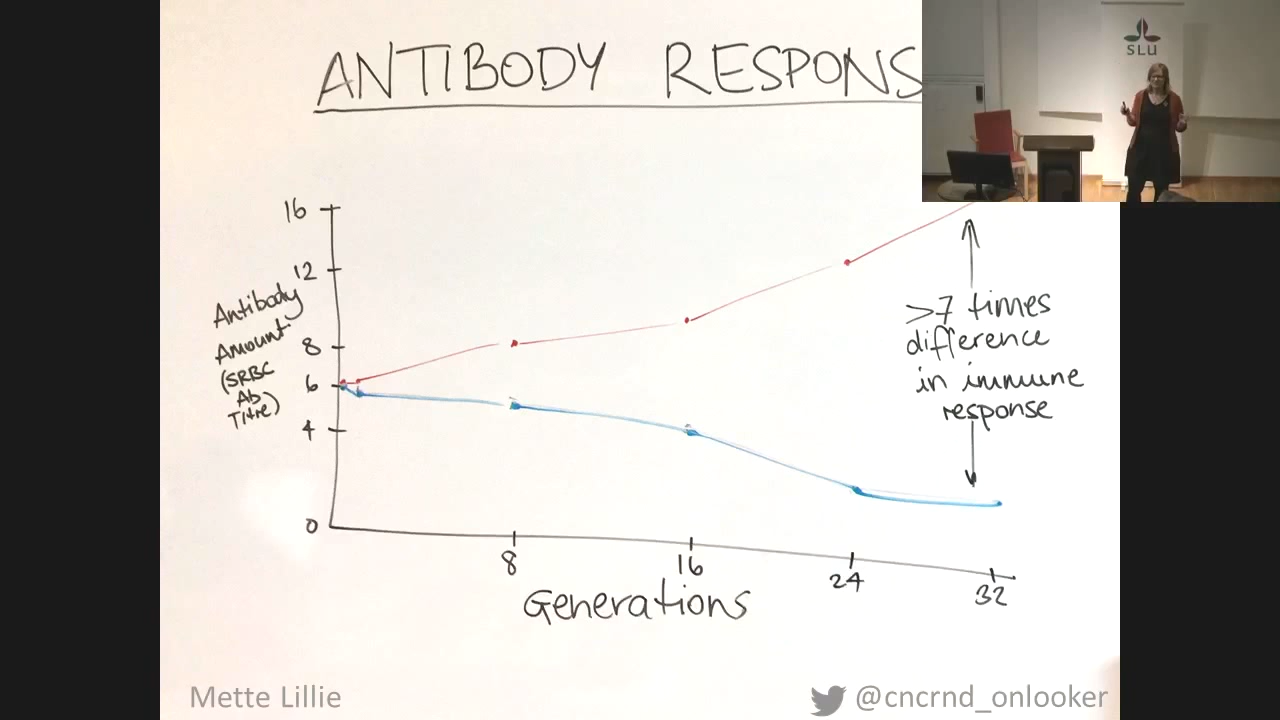 ANTIBODY RESPONS
SLU
16
12
8
6
4
0
Antibody
Amount
(SRBC
Ab
Titre)
>7 times
difference
in immune
response
8
16
24
32
Generations
Mette Lillie
@cncrnd_onlooker